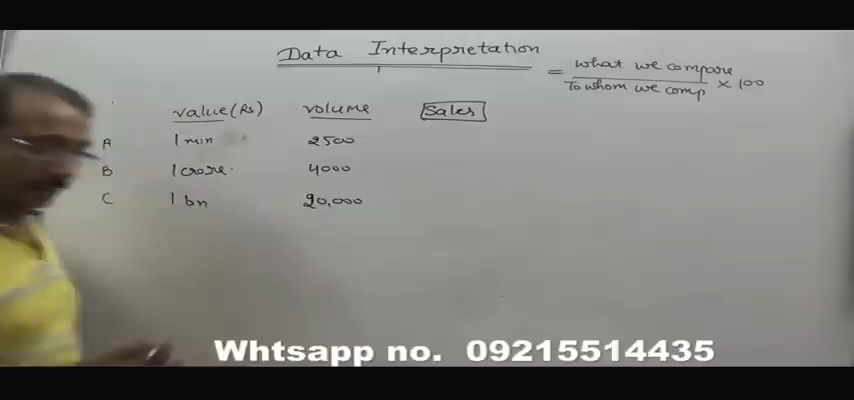 Data Interpretation
= what we compare / To whom we comp × 100
value (Rs) volume Sales
A 1 mln 2500
B 1 crore 4000
C 1 bn 20,000
Whtsapp no. 09215514435